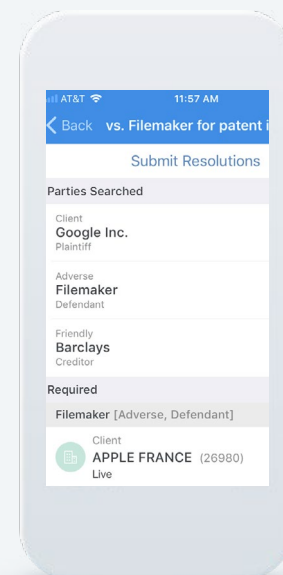 AT&T 11:57 AM
Back vs. Filemaker for patent i
Submit Resolutions
Parties Searched
Client
Google Inc.
Plaintiff
Adverse
Filemaker
Defendant
Friendly
Barclays
Creditor
Required
Filemaker [Adverse, Defendant]
Client
APPLE FRANCE (26980)
Live